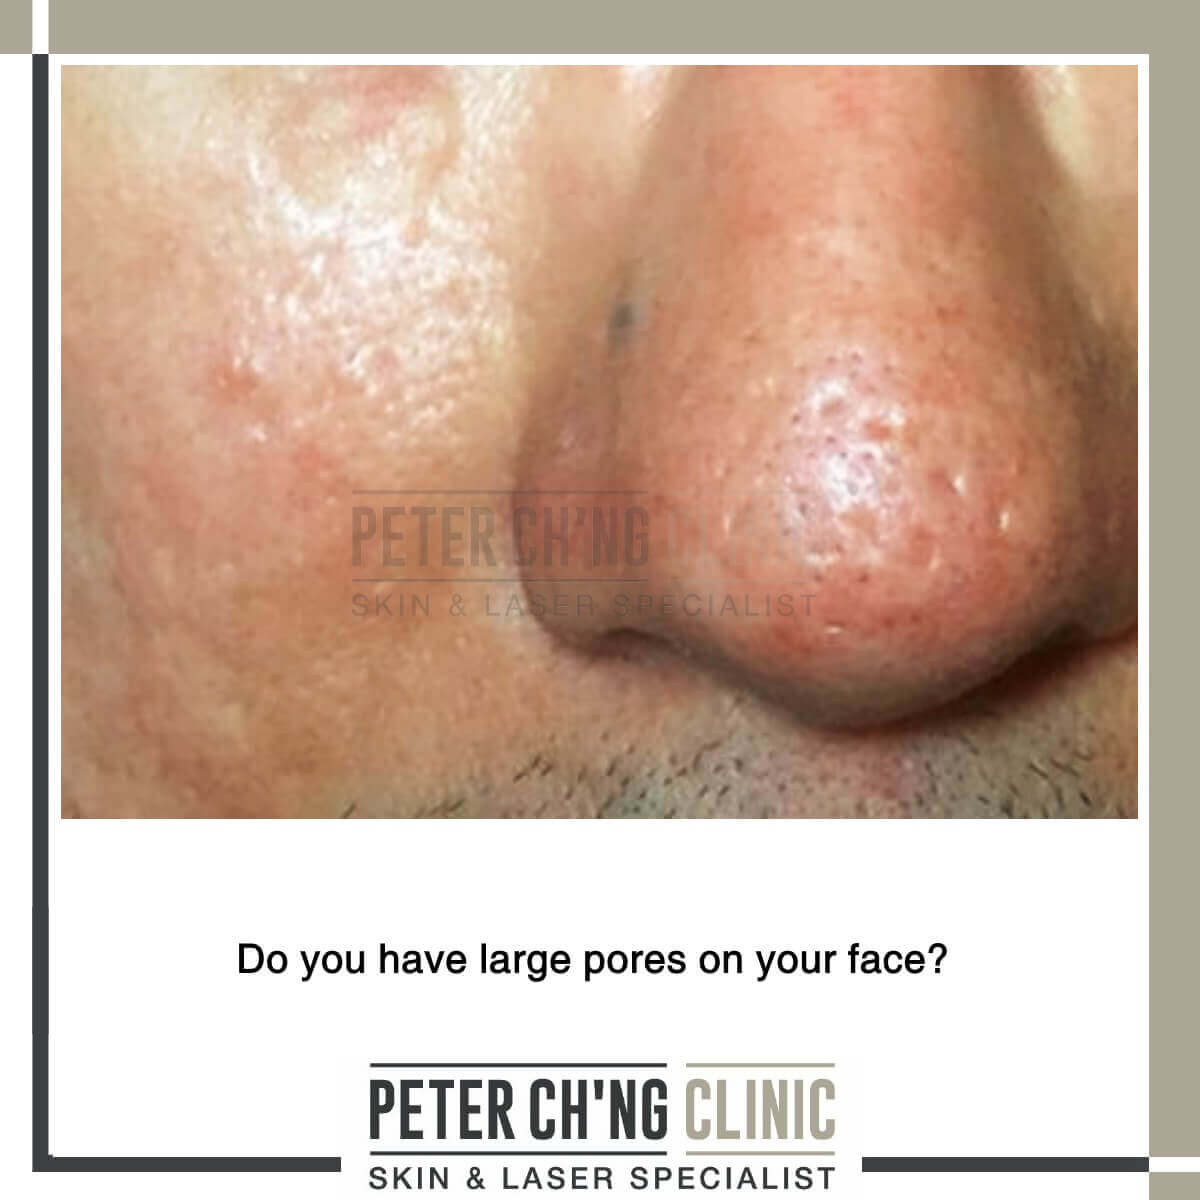 PETER CH'NG CLINIC
SKIN & LASER SPECIALIST
Do you have large pores on your face?
PETER CH'NG CLINIC
SKIN & LASER SPECIALIST